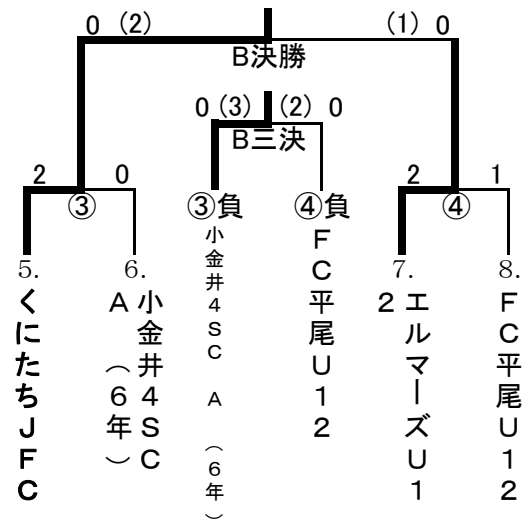 0 (2) (1) 0
B決勝
0 (3) (2) 0
B三決
2 0 2 1
③ ③負 ④負 ④
5. 6. 7. 8.
くにたちJFC
小金井4SC
A (6年)
小金井4SC A (6年)
FC平尾U12
エルマーズU1
2
FC平尾U12